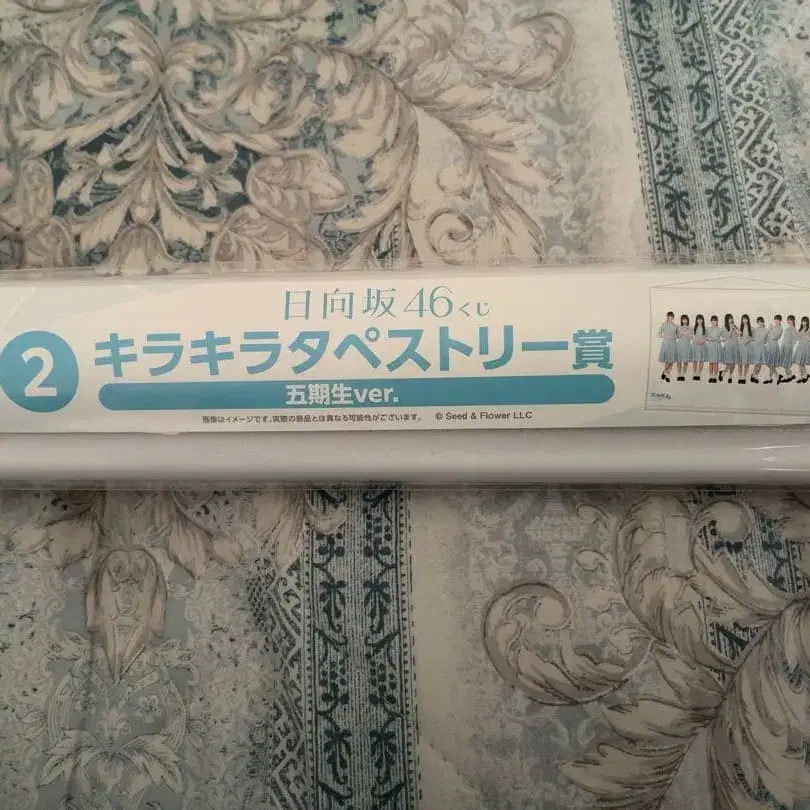 日向坂46くじ
2
キラキラタペストリー賞
五期生ver.
画像はイメージです。実際の商品とは異なる可能性がございます。 © Seed & Flower LLC